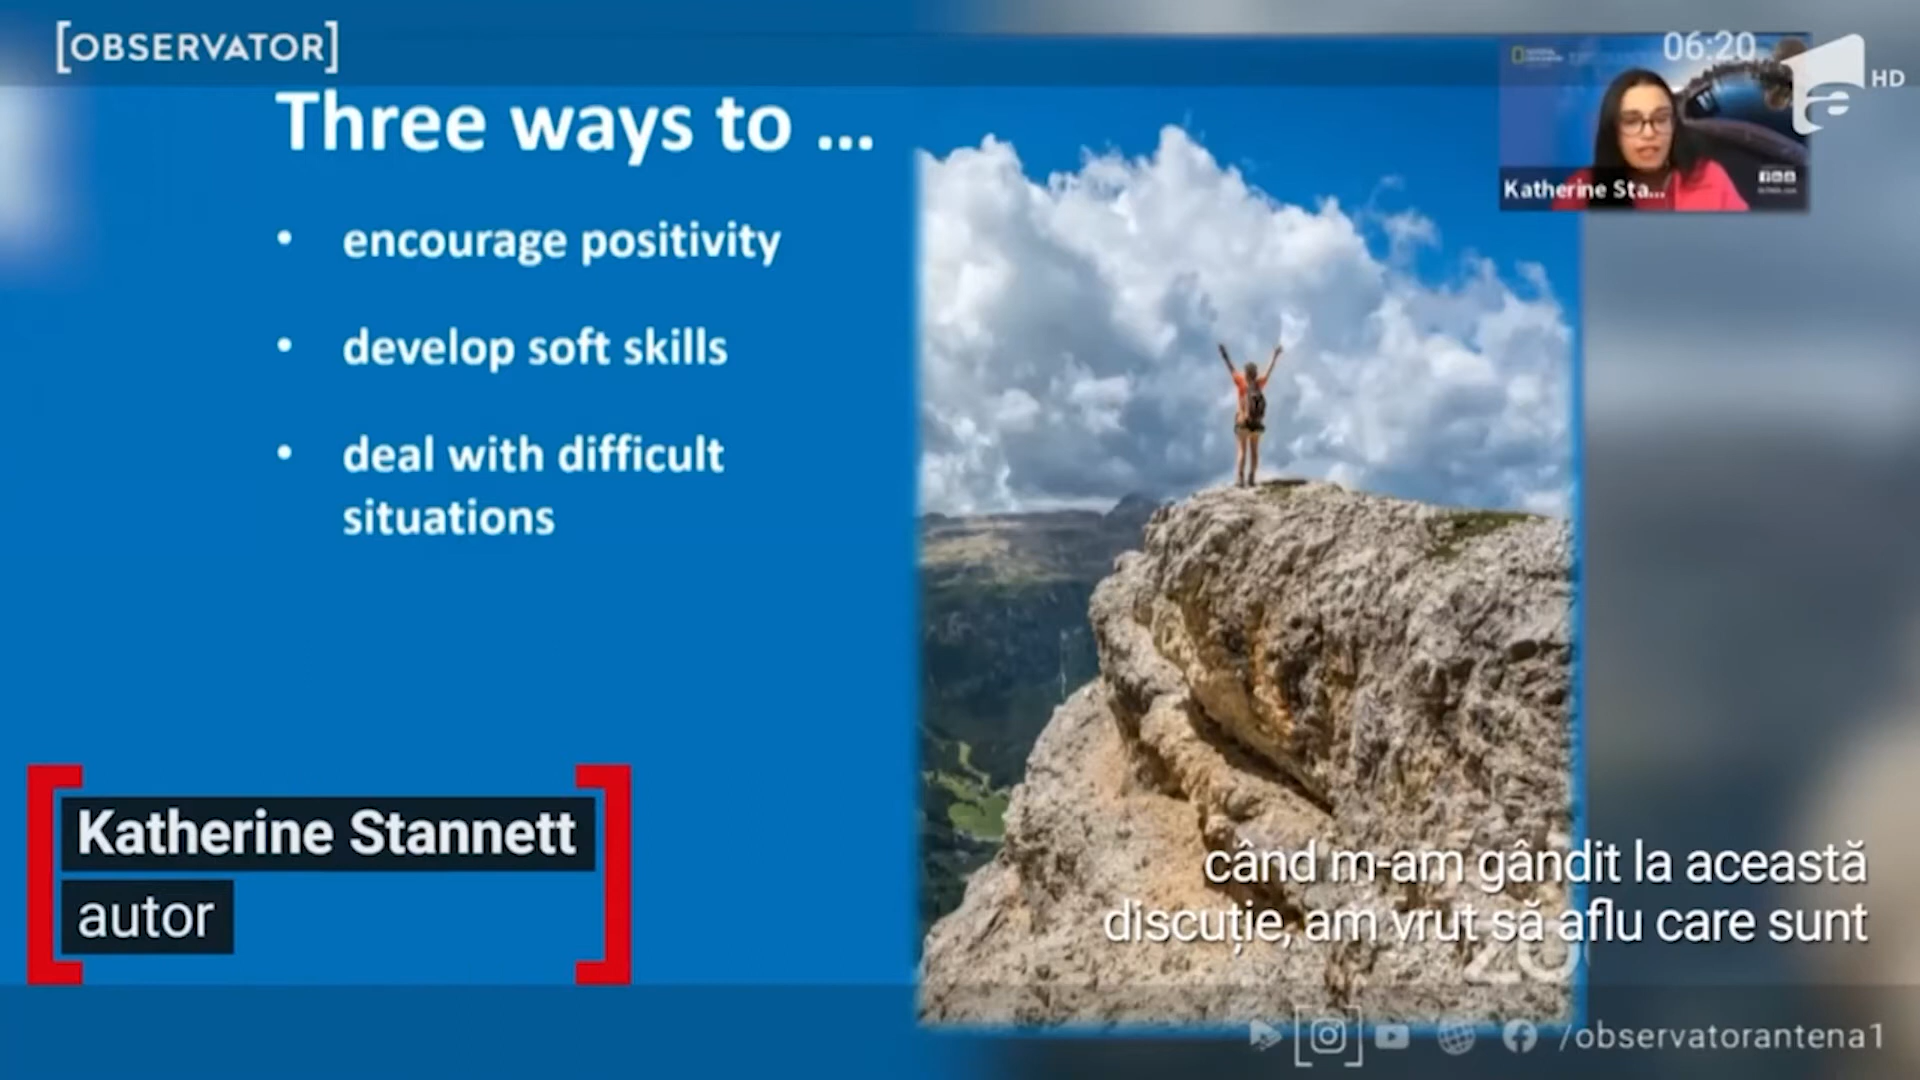 [OBSERVATOR]
06:20
HD
Three ways to ...
Katherine Sta...
• encourage positivity
• develop soft skills
• deal with difficult
situations
Katherine Stannett
autor
când m-am gândit la această
discuție, am vrut să aflu care sunt
/observatorantena1